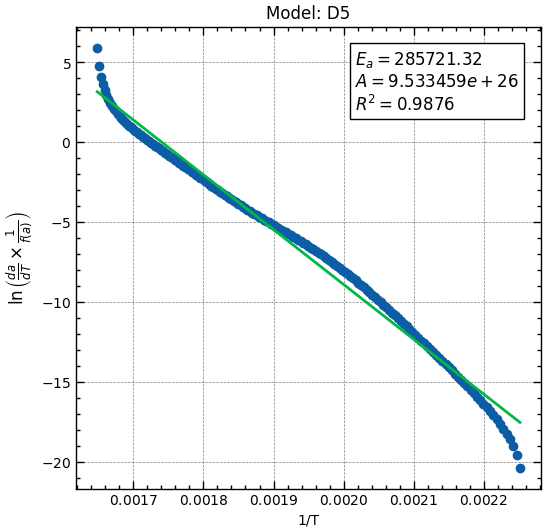 Model: D5
E_a = 285721.32
A = 9.533459e + 26
R^2 = 0.9876
5
0
−5
−10
−15
−20
ln (da/dT × 1/f(a))
0.0017 0.0018 0.0019 0.0020 0.0021 0.0022
1/T